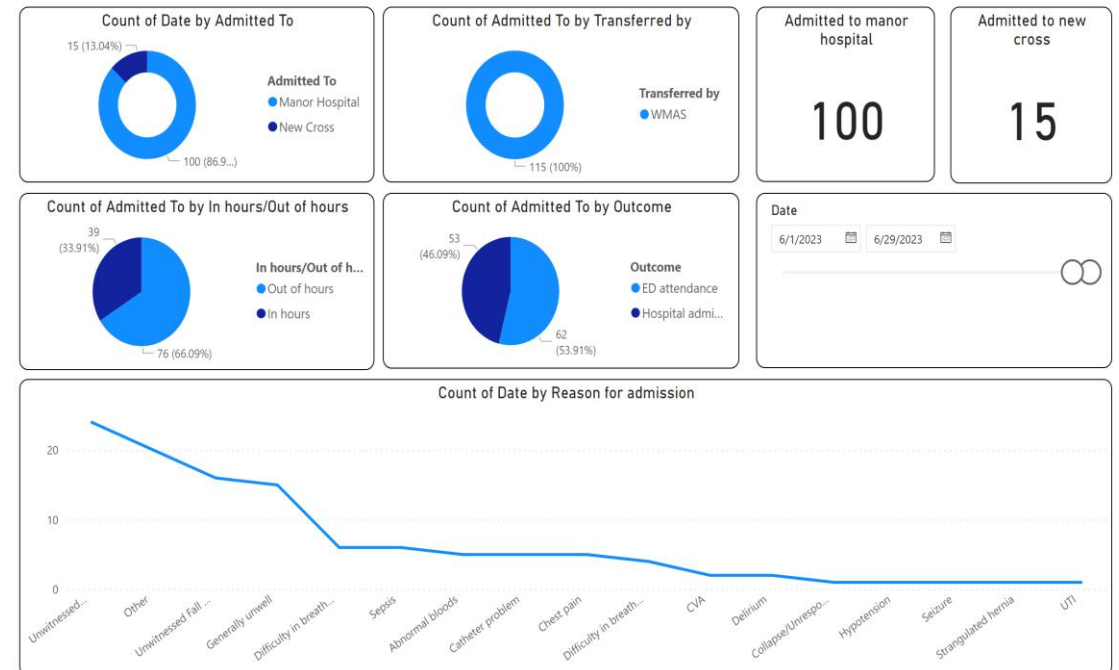 Count of Date by Admitted To
15 (13.04%)
Admitted To
Manor Hospital
New Cross
100 (86.9...)
Count of Admitted To by Transferred by
Transferred by
WMAS
115 (100%)
Admitted to manor
hospital
100
Admitted to new
cross
15
Count of Admitted To by In hours/Out of hours
39
(33.91%)
In hours/Out of h...
Out of hours
In hours
76 (66.09%)
Count of Admitted To by Outcome
53
(46.09%)
Outcome
ED attendance
Hospital admi...
62
(53.91%)
Date
6/1/2023
6/29/2023
Count of Date by Reason for admission
20
10
0
Unwitnessed...
Other
Unwitnessed Fall ...
Generally unwell
Difficulty in breath...
Sepsis
Abnormal bloods
Catheter problem
Chest pain
Difficulty in breath...
CVA
Delirium
Collapse/Unrespo...
Hypotension
Seizure
Strangulated hernia
UTI